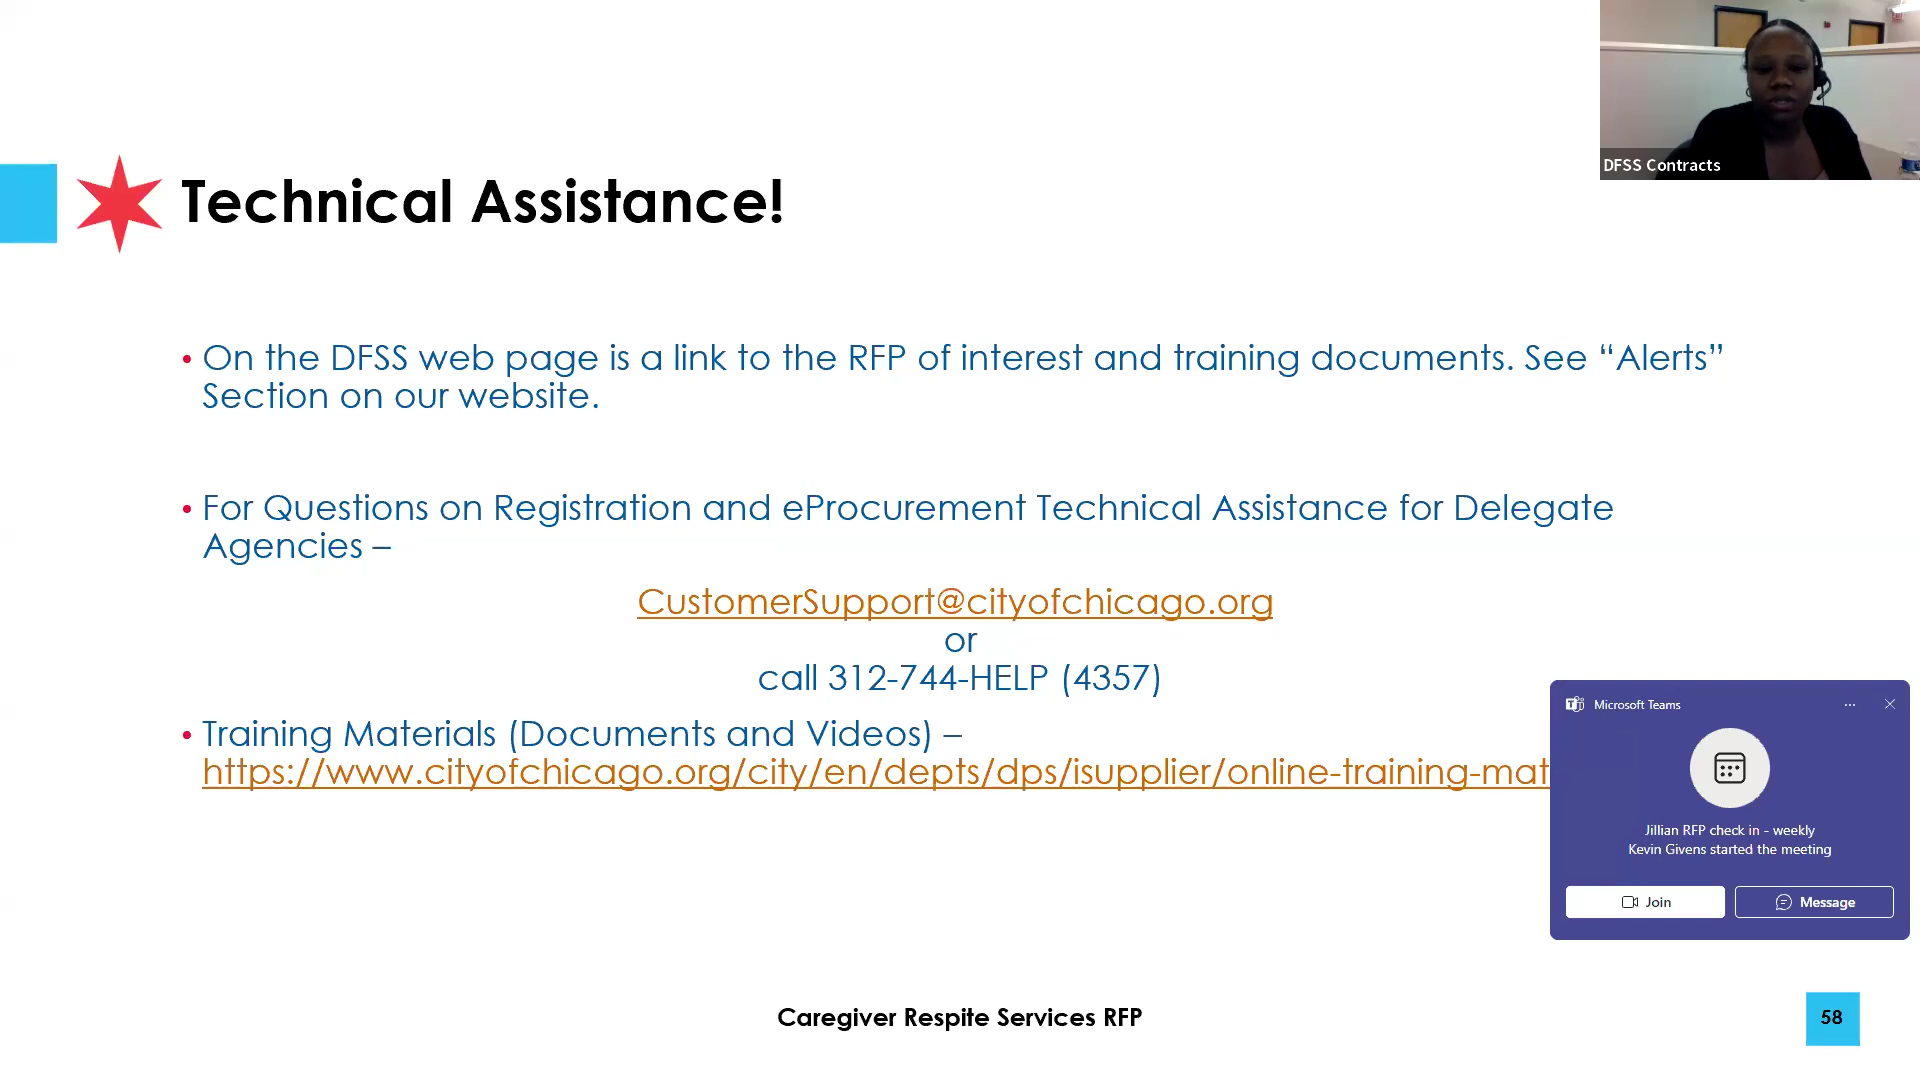 DFSS Contracts
Technical Assistance!
• On the DFSS web page is a link to the RFP of interest and training documents. See “Alerts”
Section on our website.
• For Questions on Registration and eProcurement Technical Assistance for Delegate
Agencies –
CustomerSupport@cityofchicago.org
or
call 312-744-HELP (4357)
• Training Materials (Documents and Videos) –
https://www.cityofchicago.org/city/en/depts/dps/isupplier/online-training-mat
Microsoft Teams
Jillian RFP check in - weekly
Kevin Givens started the meeting
Join
Message
Caregiver Respite Services RFP
58